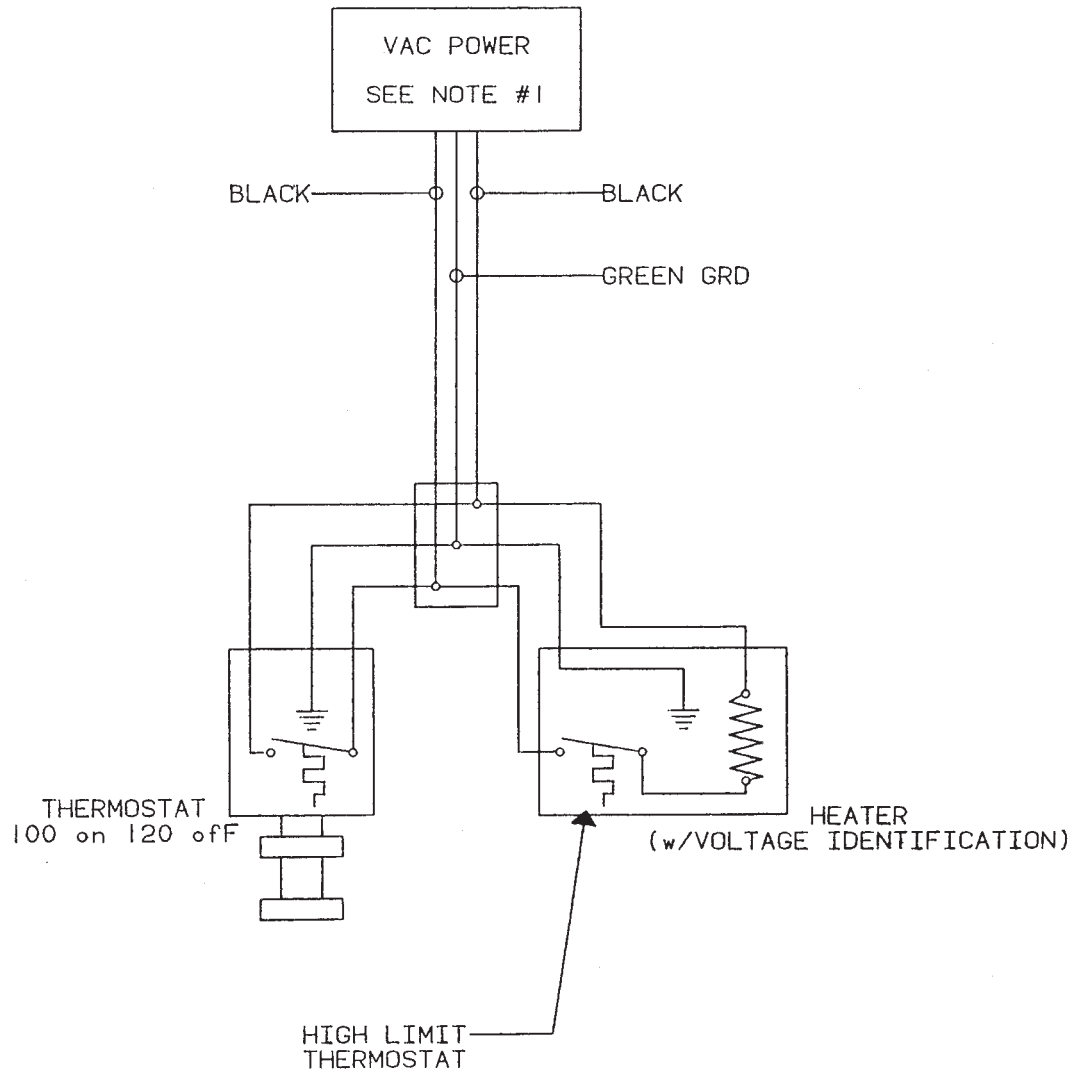 VAC POWER
SEE NOTE #1
BLACK
BLACK
GREEN GRD
THERMOSTAT
100 on 120 ofF
HEATER
(w/VOLTAGE IDENTIFICATION)
HIGH LIMIT
THERMOSTAT